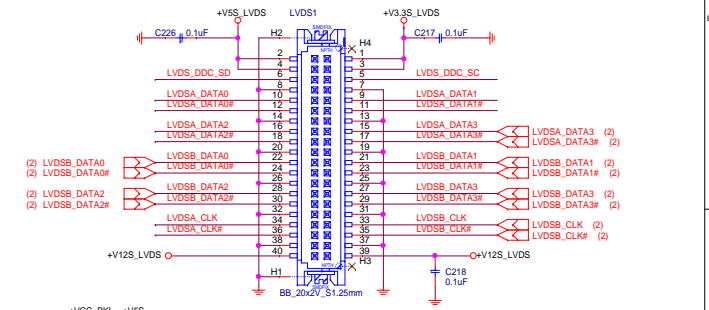 +V5S_LVDS LVDS1 +V3.3S_LVDS
C226 0.1uF H2 SMDFIX H4 C217 0.1uF
NPTH
2 1
4 3
LVDS_DDC_SD 6 5 LVDS_DDC_SC
8 7
LVDSA_DATA0 10 9 LVDSA_DATA1
LVDSA_DATA0# 12 11 LVDSA_DATA1#
14 13
LVDSA_DATA2 16 15 LVDSA_DATA3 LVDSA_DATA3 (2)
LVDSA_DATA2# 18 17 LVDSA_DATA3# LVDSA_DATA3# (2)
20 19
(2) LVDSB_DATA0 LVDSB_DATA0 22 21 LVDSB_DATA1 LVDSB_DATA1 (2)
(2) LVDSB_DATA0# LVDSB_DATA0# 24 23 LVDSB_DATA1# LVDSB_DATA1# (2)
26 25
(2) LVDSB_DATA2 LVDSB_DATA2 28 27 LVDSB_DATA3 LVDSB_DATA3 (2)
(2) LVDSB_DATA2# LVDSB_DATA2# 30 29 LVDSB_DATA3# LVDSB_DATA3# (2)
32 31
LVDSA_CLK 34 33 LVDSB_CLK LVDSB_CLK (2)
LVDSA_CLK# 36 35 LVDSB_CLK# LVDSB_CLK# (2)
38 37
+V12S_LVDS 40 39 +V12S_LVDS
NPTH
H1 SMDFIX H3 C218
BB_20x2V_S1.25mm 0.1uF